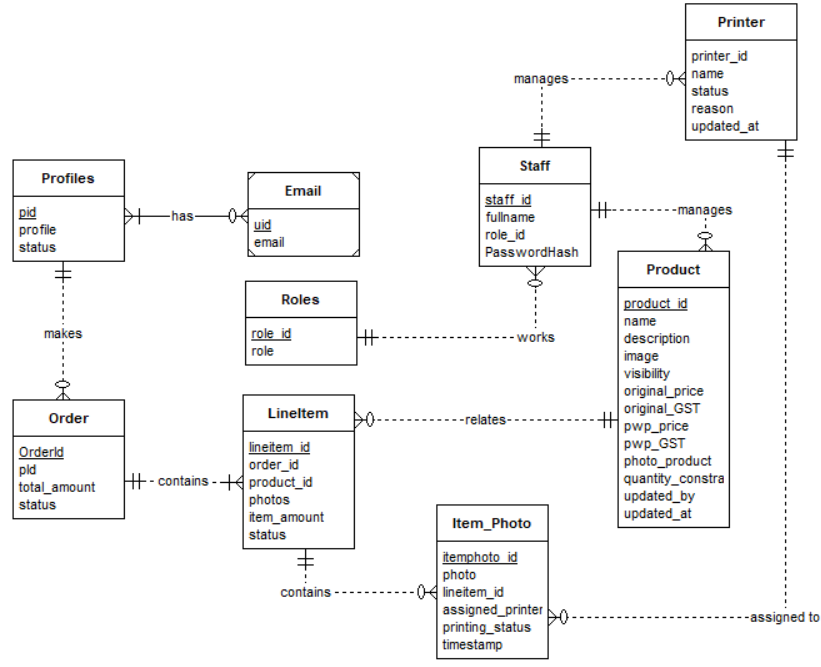 Printer
printer_id
name
status
reason
updated_at
manages
Staff
staff_id
fullname
role_id
PasswordHash
manages
Profiles
pid
profile
status
has
Email
uid
email
Product
product_id
name
description
image
visibility
original_price
original_GST
pwp_price
pwp_GST
photo_product
quantity_constra
updated_by
updated_at
Roles
role_id
role
works
makes
Order
OrderId
pId
total_amount
status
contains
LineItem
lineitem_id
order_id
product_id
photos
item_amount
status
relates
contains
Item_Photo
itemphoto_id
photo
lineitem_id
assigned_printer
printing_status
timestamp
assigned to